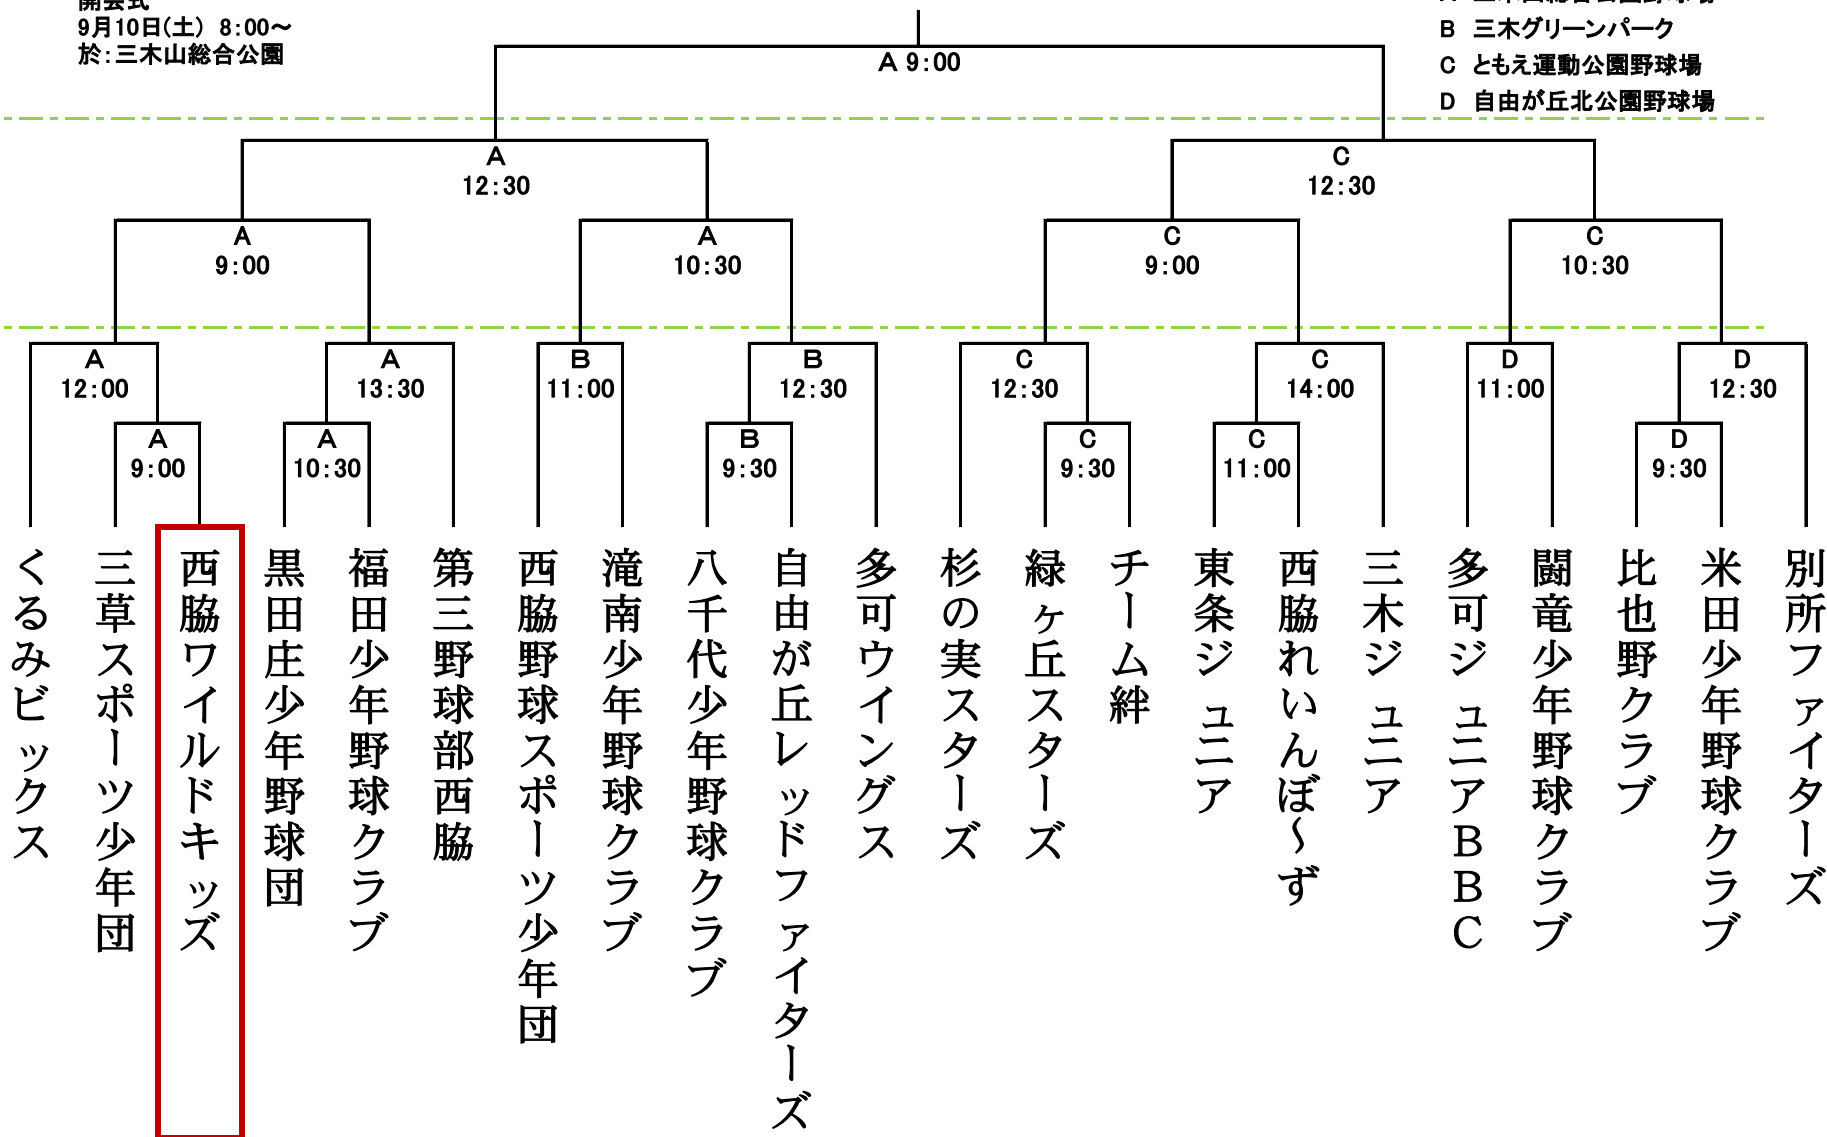 開会式
9月10日(土) 8:00～
於:三木山総合公園
A 三木山総合公園野球場
B 三木グリーンパーク
C ともえ運動公園野球場
D 自由が丘北公園野球場
A 9:00
A
12:30
C
12:30
A
9:00
A
10:30
C
9:00
C
10:30
A
12:00
A
13:30
B
11:00
B
12:30
C
12:30
C
14:00
D
11:00
D
12:30
A
9:00
A
10:30
B
9:30
C
9:30
C
11:00
D
9:30
くるみビックス
三草スポーツ少年団
西脇ワイルドキッズ
黒田庄少年野球団
福田少年野球クラブ
第三野球部西脇
西脇野球スポーツ少年団
滝南少年野球クラブ
八千代少年野球クラブ
自由が丘レッドファイターズ
多可ウイングス
杉の実スターズ
緑ヶ丘スターズ
チーム絆
東条ジュニア
西脇れいんぼ～ず
三木ジュニア
多可ジュニアBBC
闘竜少年野球クラブ
比也野クラブ
米田少年野球クラブ
別所ファイターズ